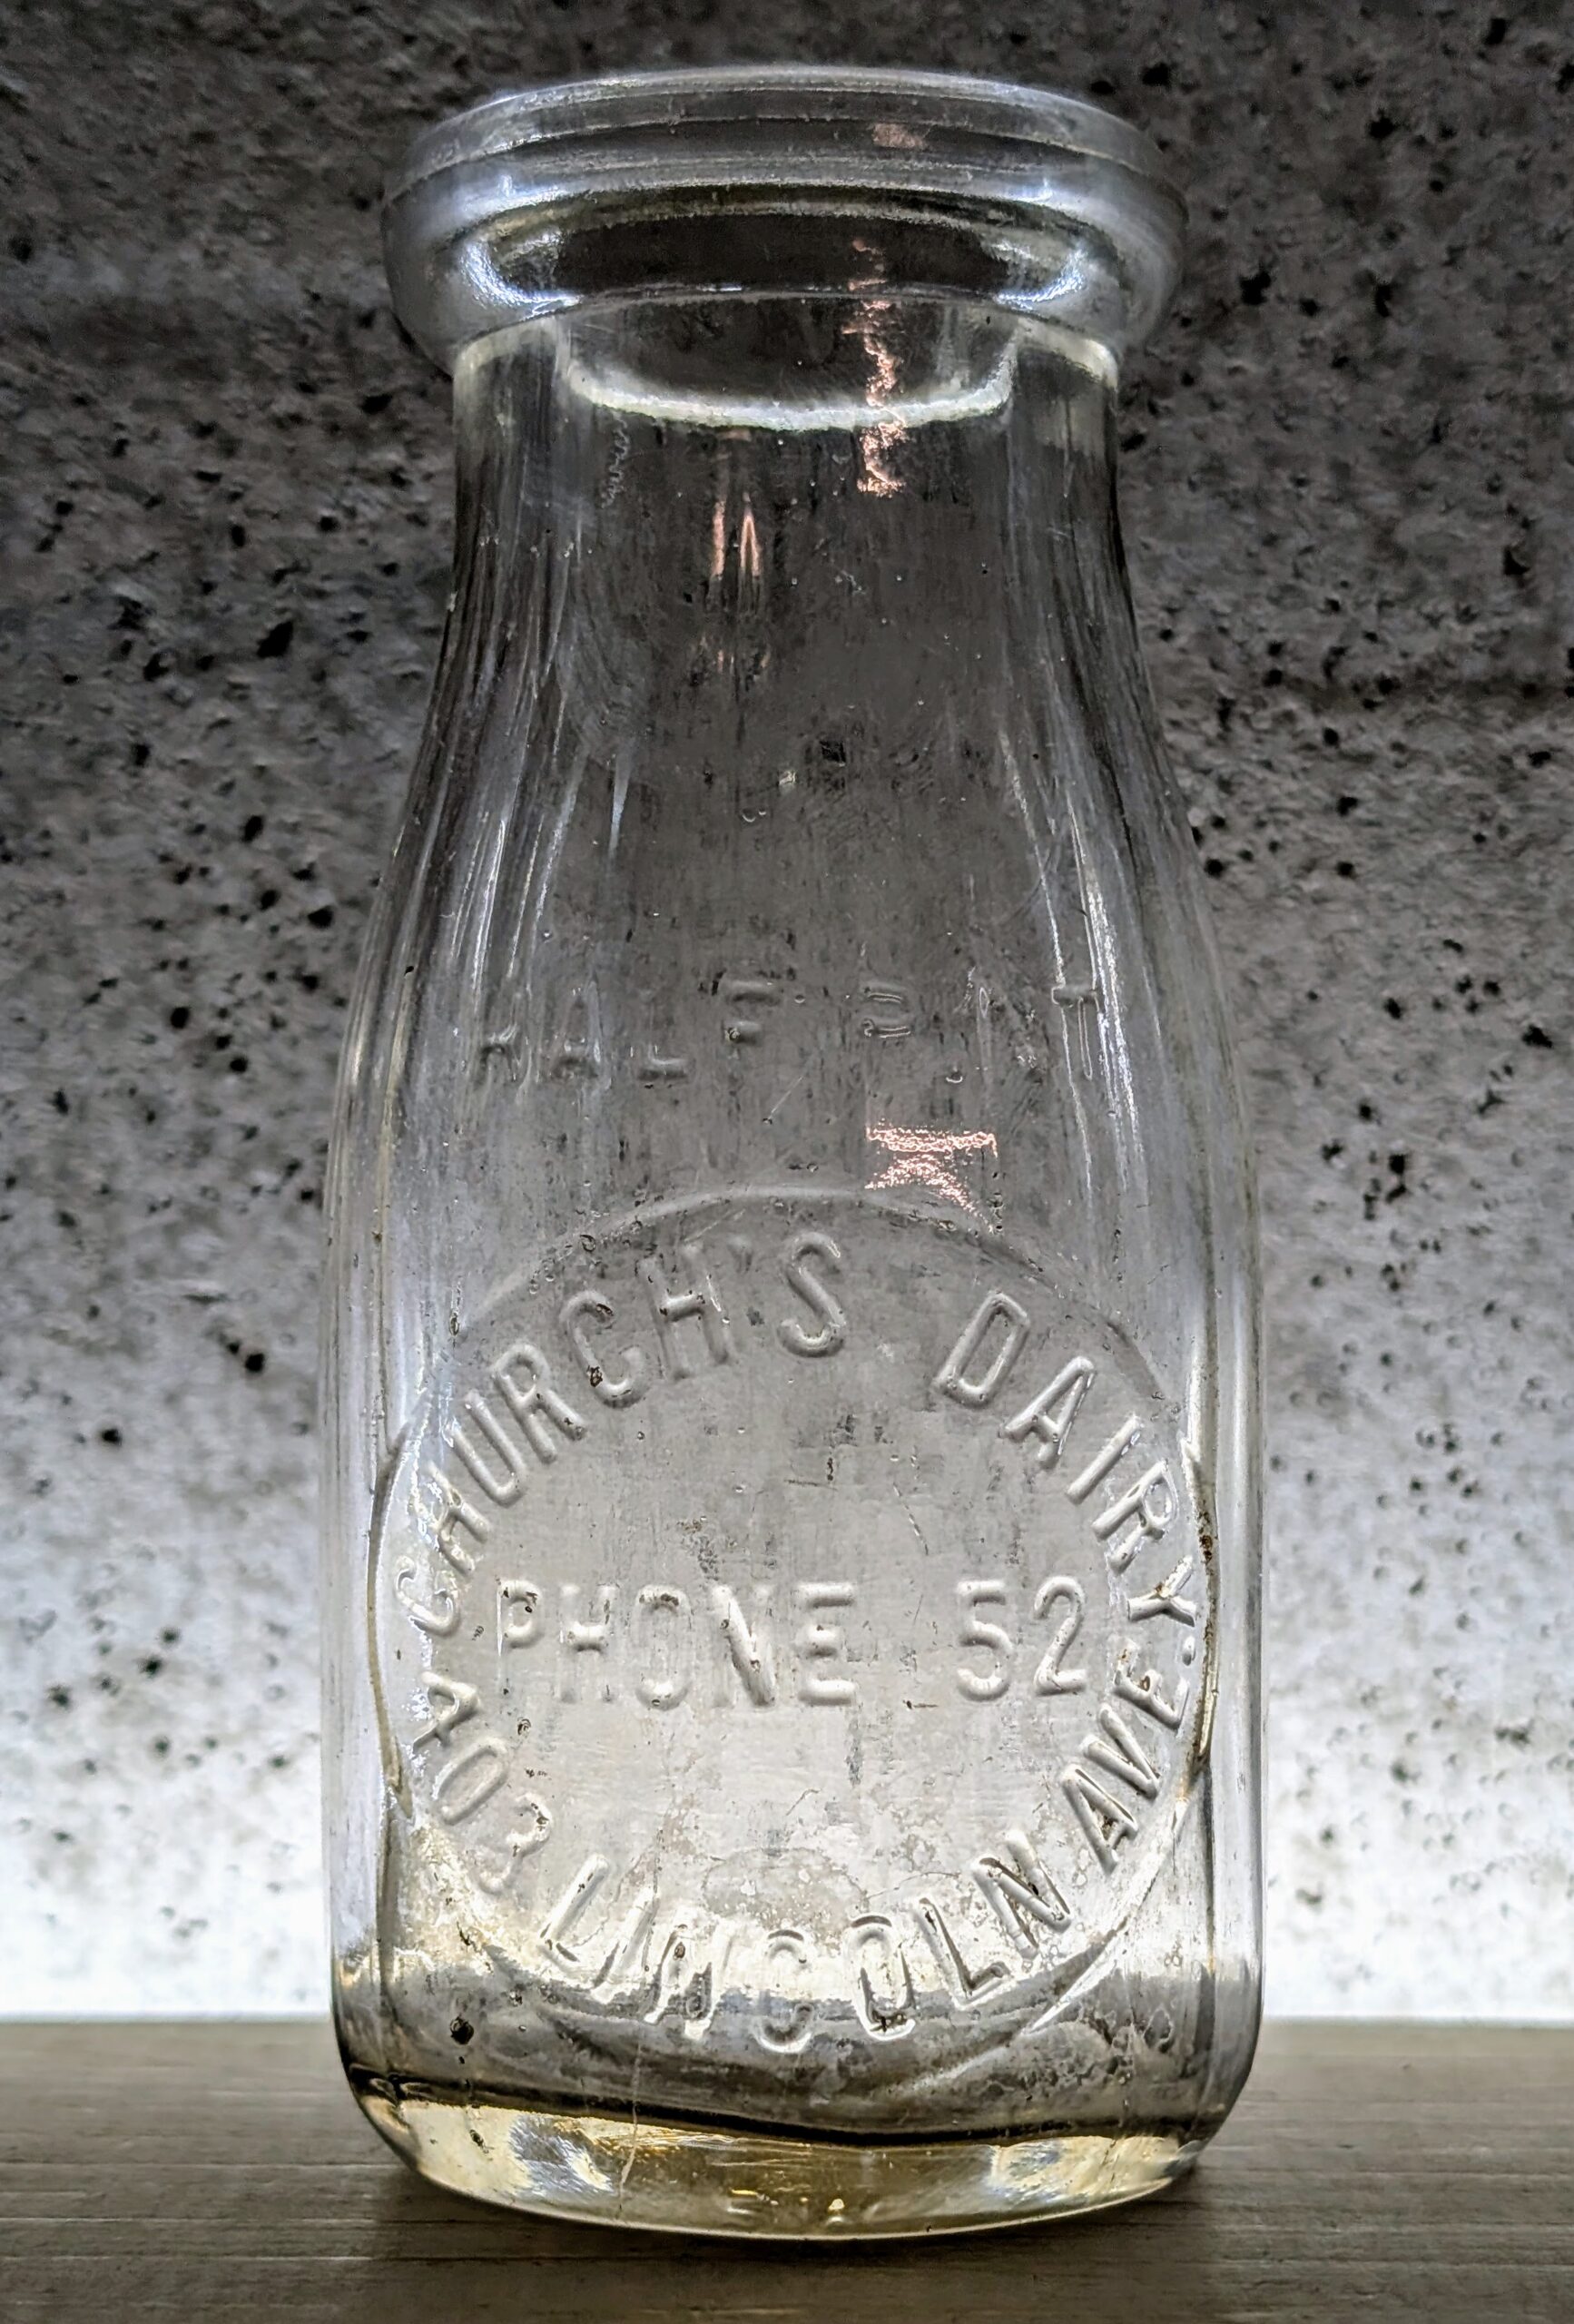 HALF PINT
CHURCH'S DAIRY
PHONE 52
403 LINCOLN AVE.